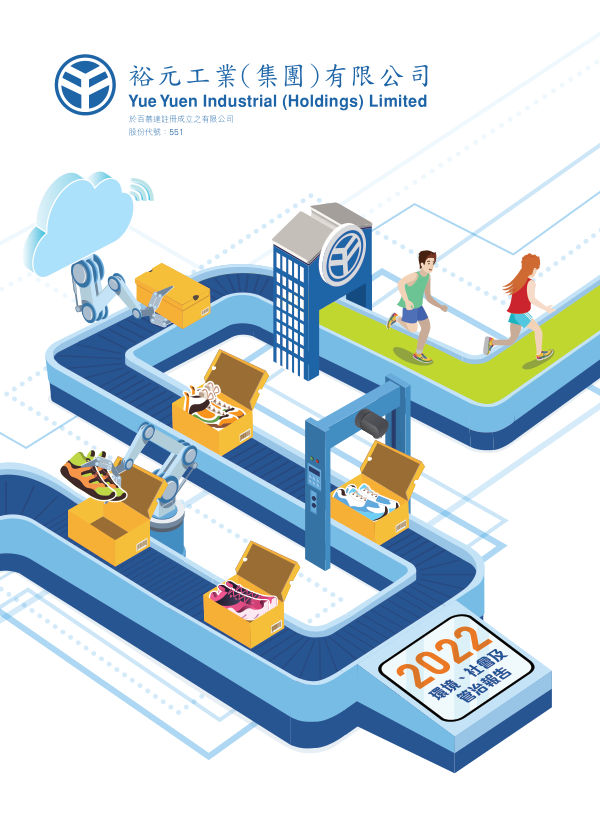 裕元工業(集團)有限公司
Yue Yuen Industrial (Holdings) Limited
於百慕達註冊成立之有限公司
股份代號：551
2022
環境、社會及
管治報告